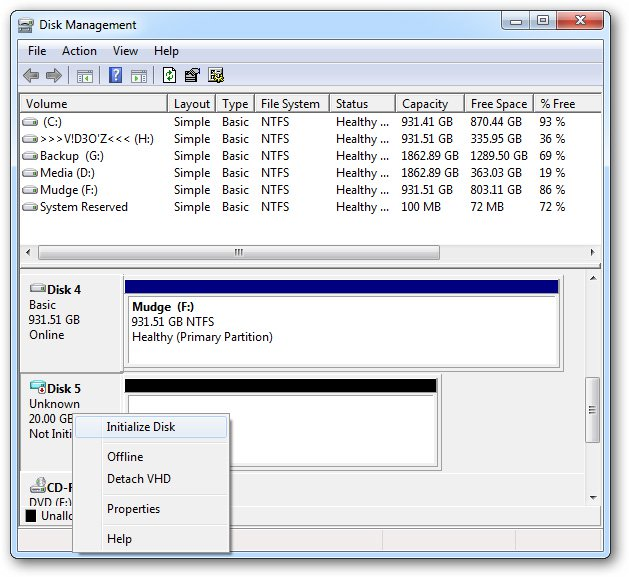 Disk Management
File Action View Help
Volume Layout Type File System Status Capacity Free Space % Free
(C:) Simple Basic NTFS Healthy ... 931.41 GB 870.44 GB 93 %
>>>V!D3O'Z<<< (H:) Simple Basic NTFS Healthy ... 931.51 GB 335.95 GB 36 %
Backup (G:) Simple Basic NTFS Healthy ... 1862.89 GB 1289.50 GB 69 %
Media (D:) Simple Basic NTFS Healthy ... 1862.89 GB 363.03 GB 19 %
Mudge (F:) Simple Basic NTFS Healthy ... 931.51 GB 803.11 GB 86 %
System Reserved Simple Basic NTFS Healthy ... 100 MB 72 MB 72 %
Disk 4
Basic
931.51 GB
Online
Mudge (F:)
931.51 GB NTFS
Healthy (Primary Partition)
Disk 5
Unknown
20.00 GB
Not Initi
Initialize Disk
Offline
Detach VHD
Properties
Help
CD-R
DVD (E:)
Unallo